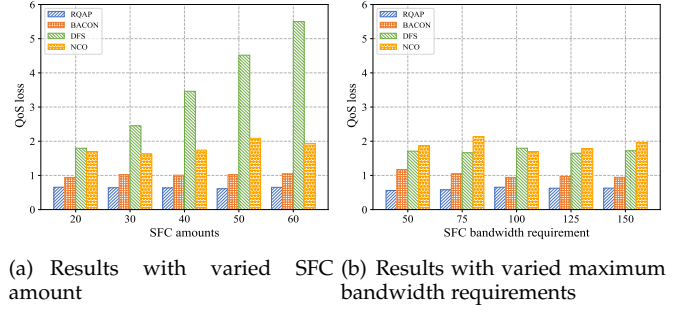 6
5
4
3
2
1
0
QoS loss
RQAP
BACON
DFS
NCO
20 30 40 50 60
SFC amounts
6
5
4
3
2
1
0
QoS loss
RQAP
BACON
DFS
NCO
50 75 100 125 150
SFC bandwidth requirement
(a) Results with varied SFC
amount
(b) Results with varied maximum
bandwidth requirements